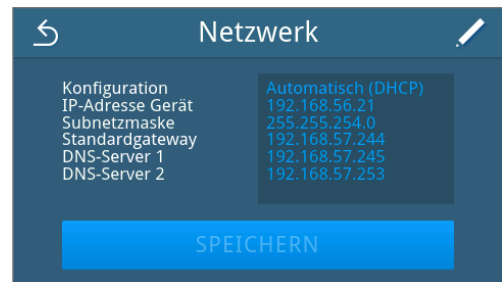 Netzwerk
Konfiguration Automatisch (DHCP)
IP-Adresse Gerät 192.168.56.21
Subnetzmaske 255.255.254.0
Standardgateway 192.168.57.244
DNS-Server 1 192.168.57.245
DNS-Server 2 192.168.57.253
SPEICHERN